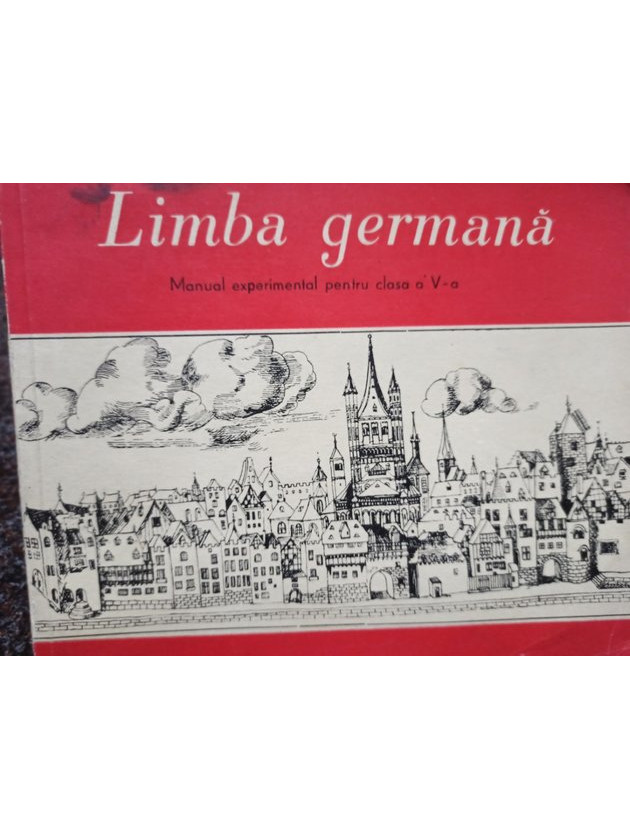 Limba germană
Manual experimental pentru clasa a V-a